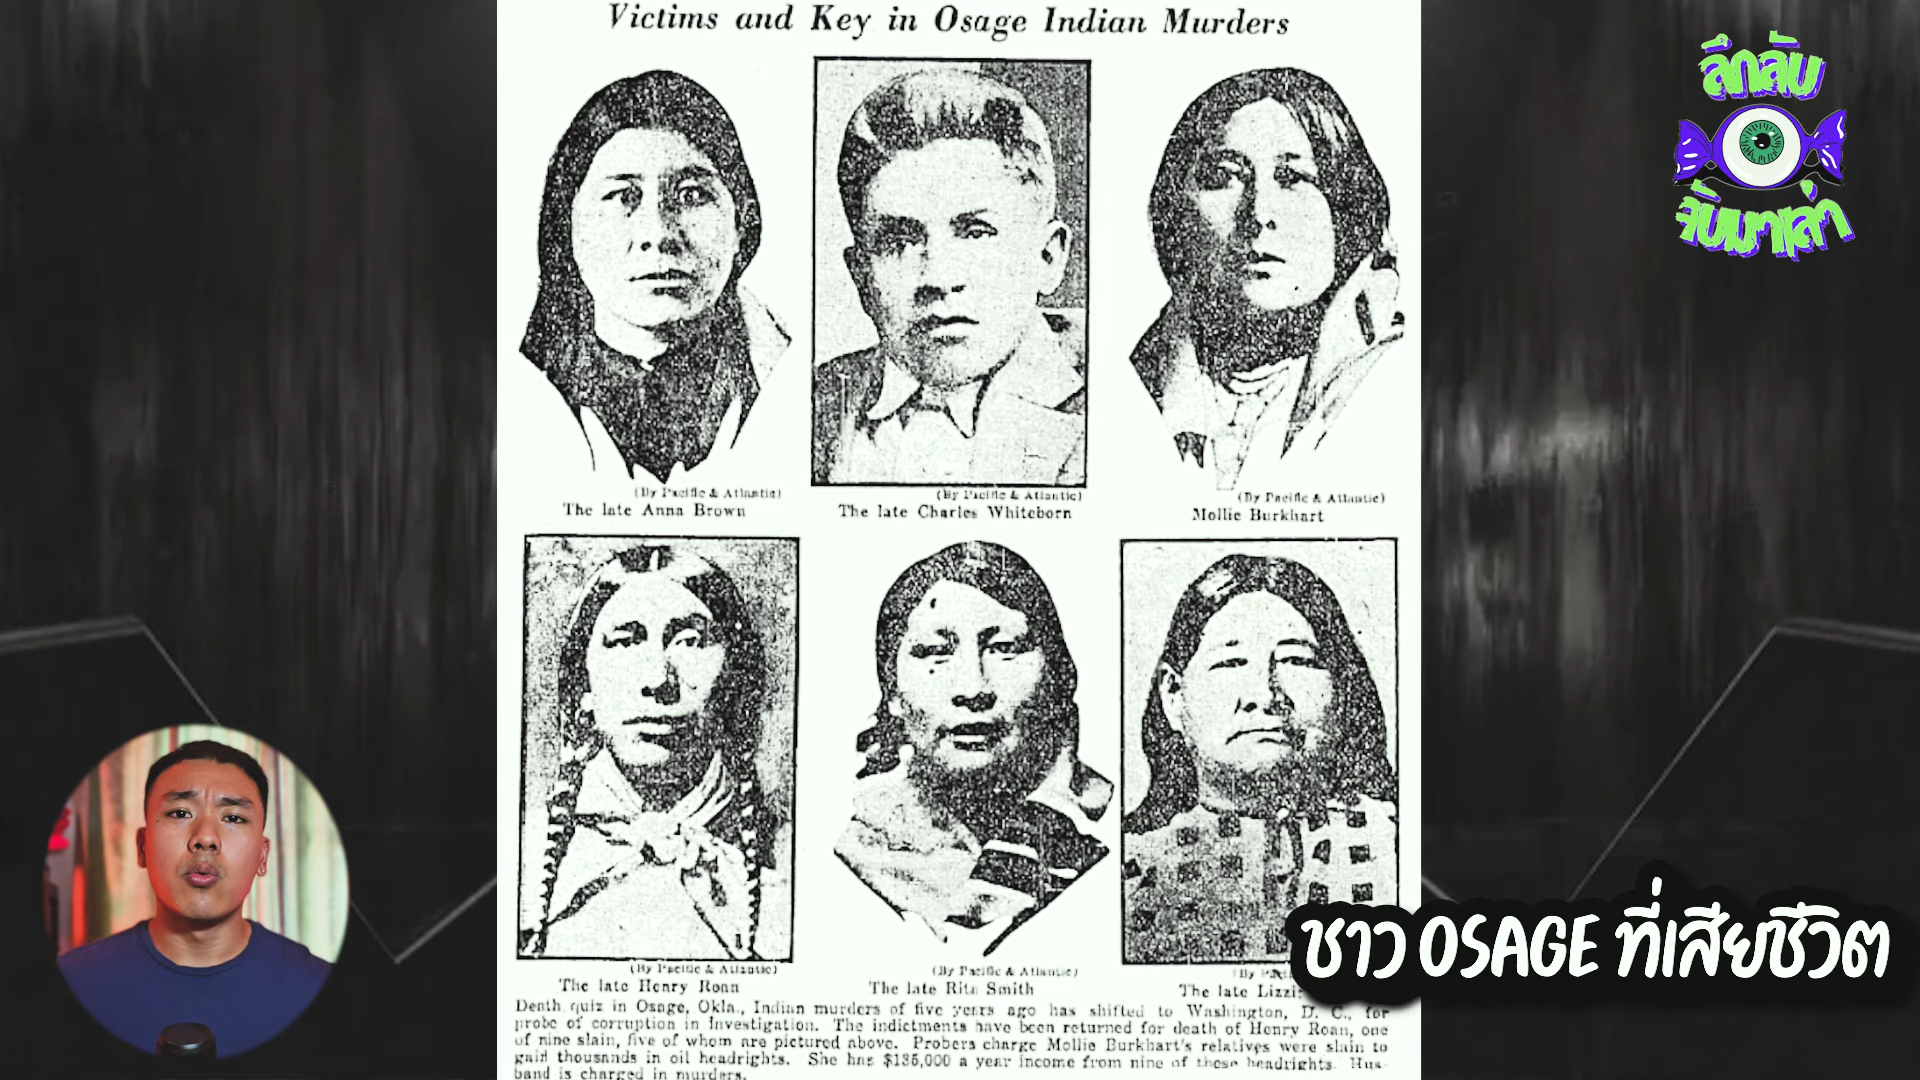 Victims and Key in Osage Indian Murders
ลึกลับ
จับมาเล่า
(By Pacific & Atlantic)
The late Anna Brown
(By Pacific & Atlantic)
The late Charles Whitehorn
(By Pacific & Atlantic)
Mollie Burkhart
(By Pacific & Atlantic)
The late Henry Roan
(By Pacific & Atlantic)
The late Rita Smith
(By
The late
ชาว OSAGE ที่เสียชีวิต
Death quiz in Osage, Okla., Indian murders of five years ago has shifted to Washington, D. C., for
probe of corruption in investigation. The indictments have been returned for death of Henry Roan, one
of nine slain, five of whom are pictured above. Probers charge Mollie Burkhart's relatives were slain to
gain thousands in oil headrights. She has $135,000 a year income from nine of these headrights. Hus-
band is charged in murders.